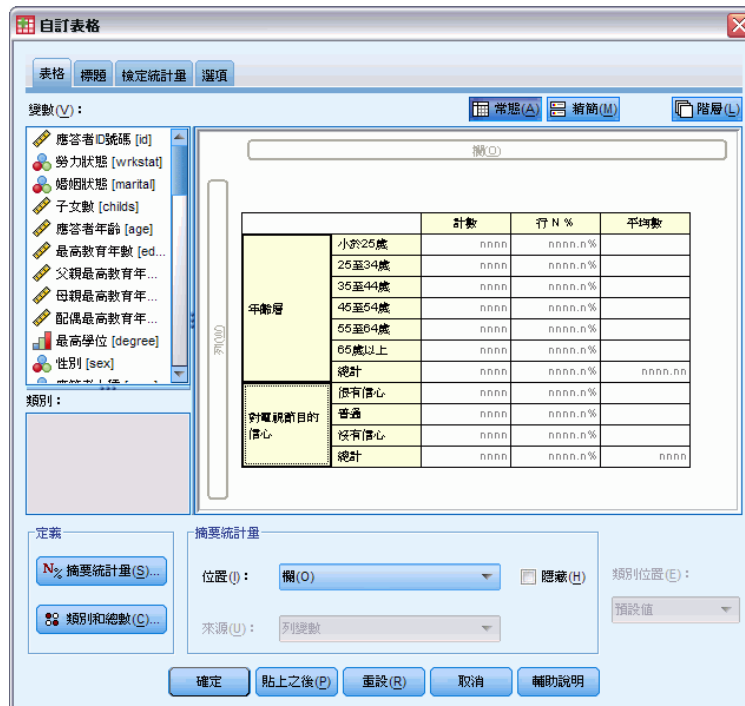 自訂表格
表格 標題 檢定統計量 選項
變數(V)： 常態(A) 精簡(M) 階層(L)
應答者ID號碼 [id]
勞力狀態 [wrkstat]
婚姻狀態 [marital]
子女數 [childs]
應答者年齡 [age]
最高教育年數 [ed...
父親最高教育年...
母親最高教育年...
配偶最高教育年...
最高學位 [degree]
性別 [sex]
類別：
欄(O)
列(W)
計數 行 N % 平均數
年齡層
小於25歲 nnnn nnnn.n%
25至34歲 nnnn nnnn.n%
35至44歲 nnnn nnnn.n%
45至54歲 nnnn nnnn.n%
55至64歲 nnnn nnnn.n%
65歲以上 nnnn nnnn.n%
總計 nnnn nnnn.n% nnnn.nn
對電視節目的
信心
很有信心 nnnn nnnn.n%
普通 nnnn nnnn.n%
沒有信心 nnnn nnnn.n%
總計 nnnn nnnn.n% nnnn
定義
N% 摘要統計量(S)...
類別和總數(C)...
摘要統計量
位置(I)： 欄(O) 隱藏(H)
來源(U)： 列變數
類別位置(E)：
預設值
確定 貼上之後(P) 重設(R) 取消 輔助說明